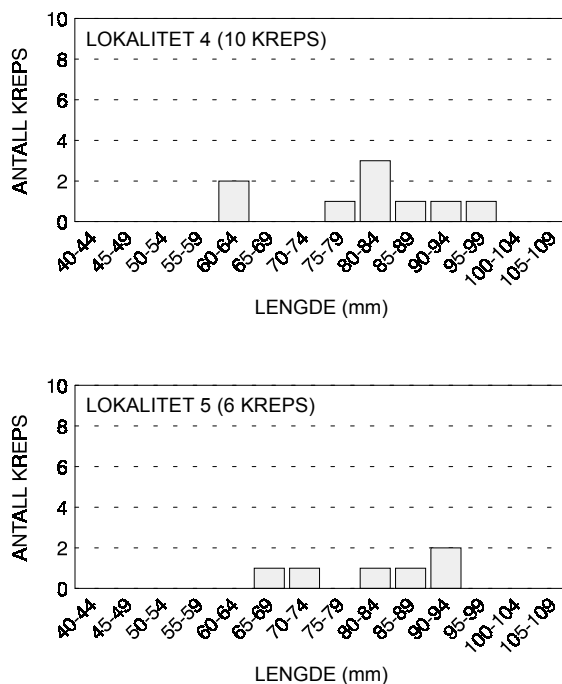 10
LOKALITET 4 (10 KREPS)
8
6
4
2
0
ANTALL KREPS
40-44 45-49 50-54 55-59 60-64 65-69 70-74 75-79 80-84 85-89 90-94 95-99 100-104 105-109
LENGDE (mm)
10
LOKALITET 5 (6 KREPS)
8
6
4
2
0
ANTALL KREPS
40-44 45-49 50-54 55-59 60-64 65-69 70-74 75-79 80-84 85-89 90-94 95-99 100-104 105-109
LENGDE (mm)